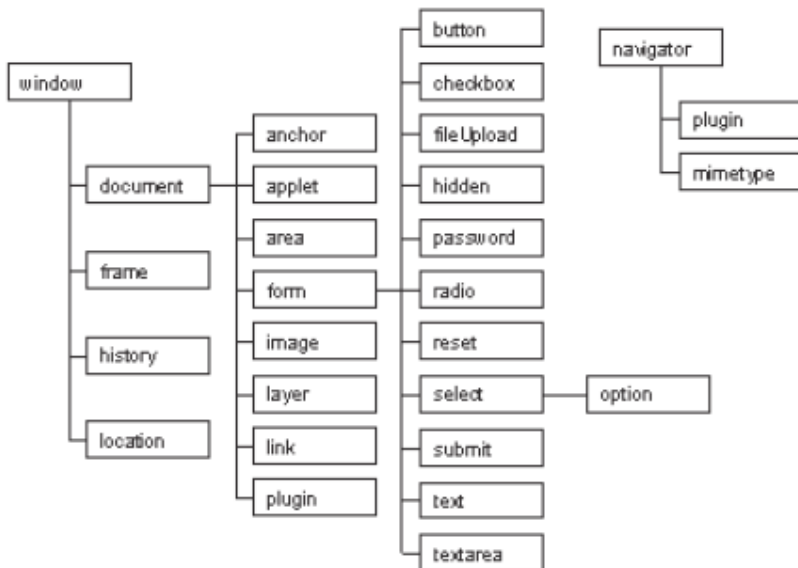 window
document
frame
history
location
anchor
applet
area
form
image
layer
link
plugin
button
checkbox
fileUpload
hidden
password
radio
reset
select
submit
text
textarea
option
navigator
plugin
mimetype